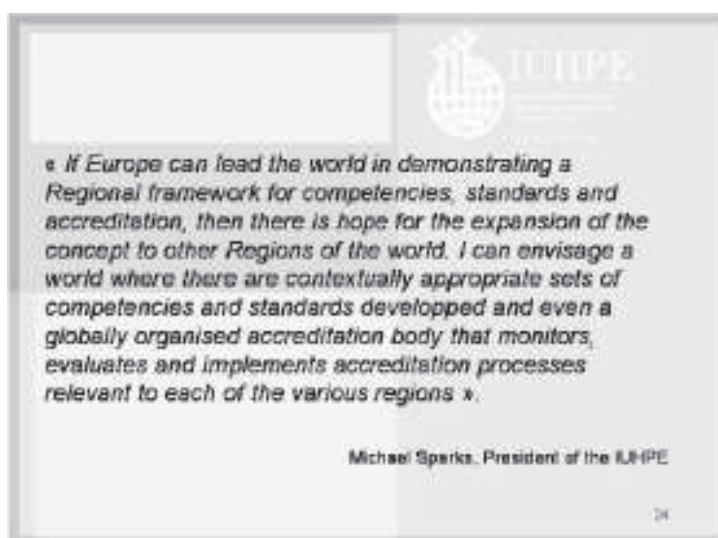 IUHPE
« If Europe can lead the world in demonstrating a
Regional framework for competencies, standards and
accreditation, then there is hope for the expansion of the
concept to other Regions of the world. I can envisage a
world where there are contextually appropriate sets of
competencies and standards developped and even a
globally organised accreditation body that monitors,
evaluates and implements accreditation processes
relevant to each of the various regions ».
Michael Sparks, President of the IUHPE